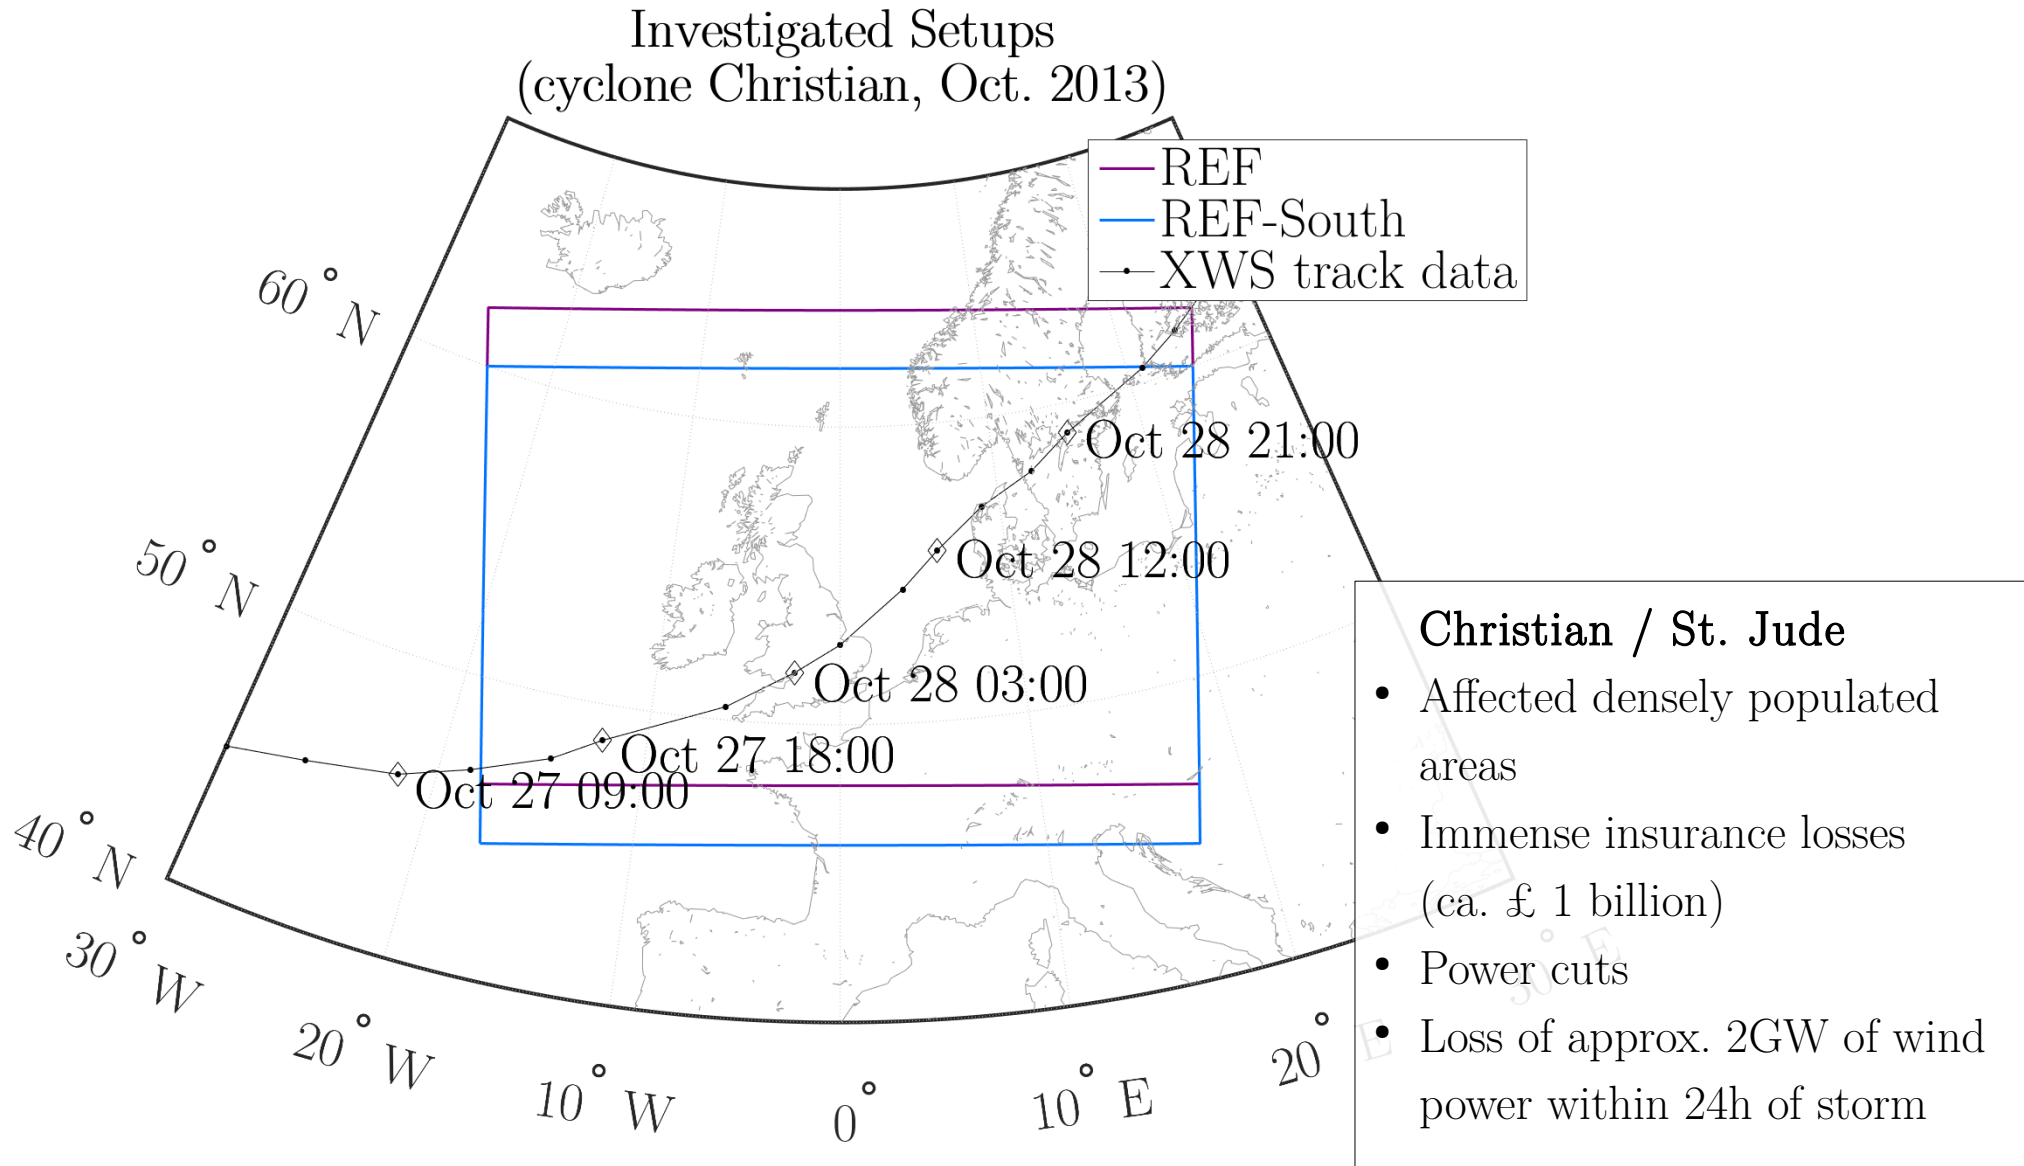 Investigated Setups
(cyclone Christian, Oct. 2013)
REF
REF-South
XWS track data
60° N
50° N
40° N
Oct 28 21:00
Oct 28 12:00
Oct 28 03:00
Oct 27 18:00
Oct 27 09:00
30° W
20° W
10° W
0°
10° E
20° E
30° E
Christian / St. Jude
• Affected densely populated
areas
• Immense insurance losses
(ca. £ 1 billion)
• Power cuts
• Loss of approx. 2GW of wind
power within 24h of storm